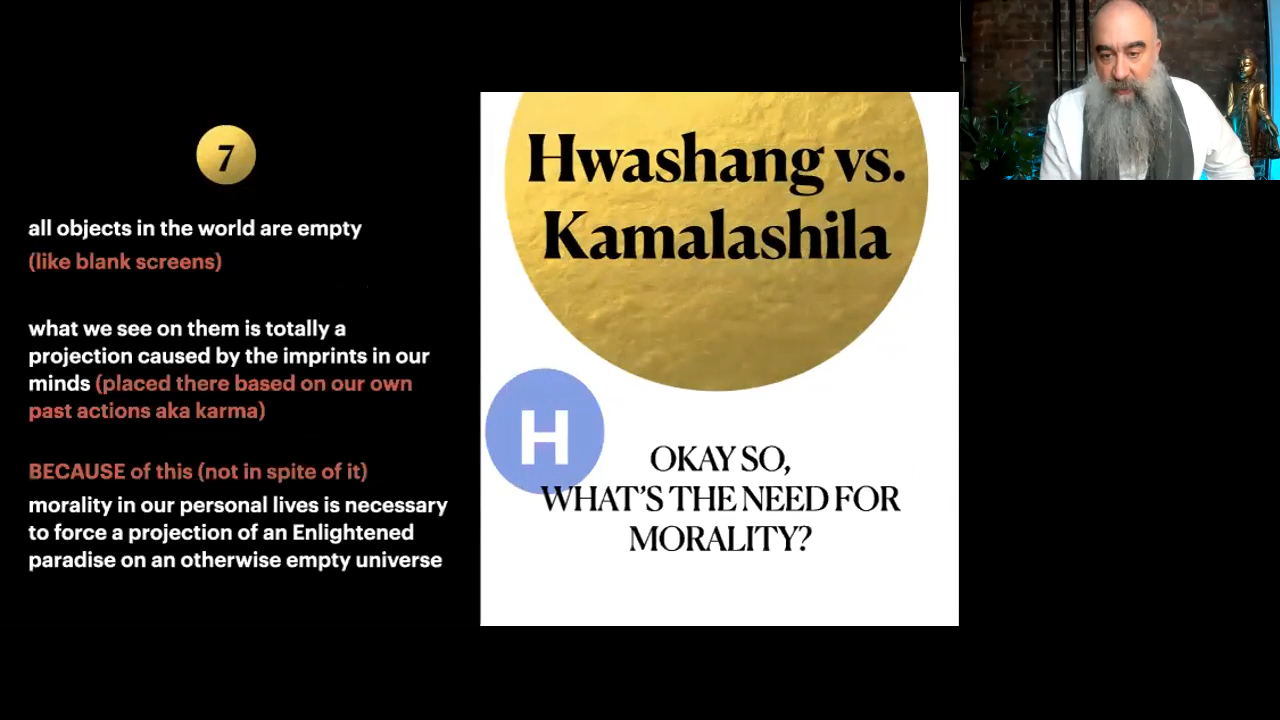 7
all objects in the world are empty
(like blank screens)
what we see on them is totally a
projection caused by the imprints in our
minds (placed there based on our own
past actions aka karma)
BECAUSE of this (not in spite of it)
morality in our personal lives is necessary
to force a projection of an Enlightened
paradise on an otherwise empty universe
Hwashang vs.
Kamalashila
H
OKAY SO,
WHAT'S THE NEED FOR
MORALITY?